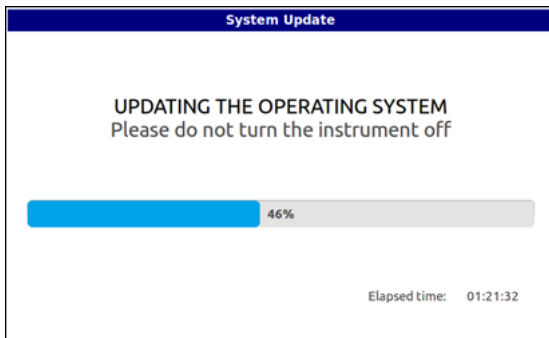 System Update
UPDATING THE OPERATING SYSTEM
Please do not turn the instrument off
46%
Elapsed time: 01:21:32